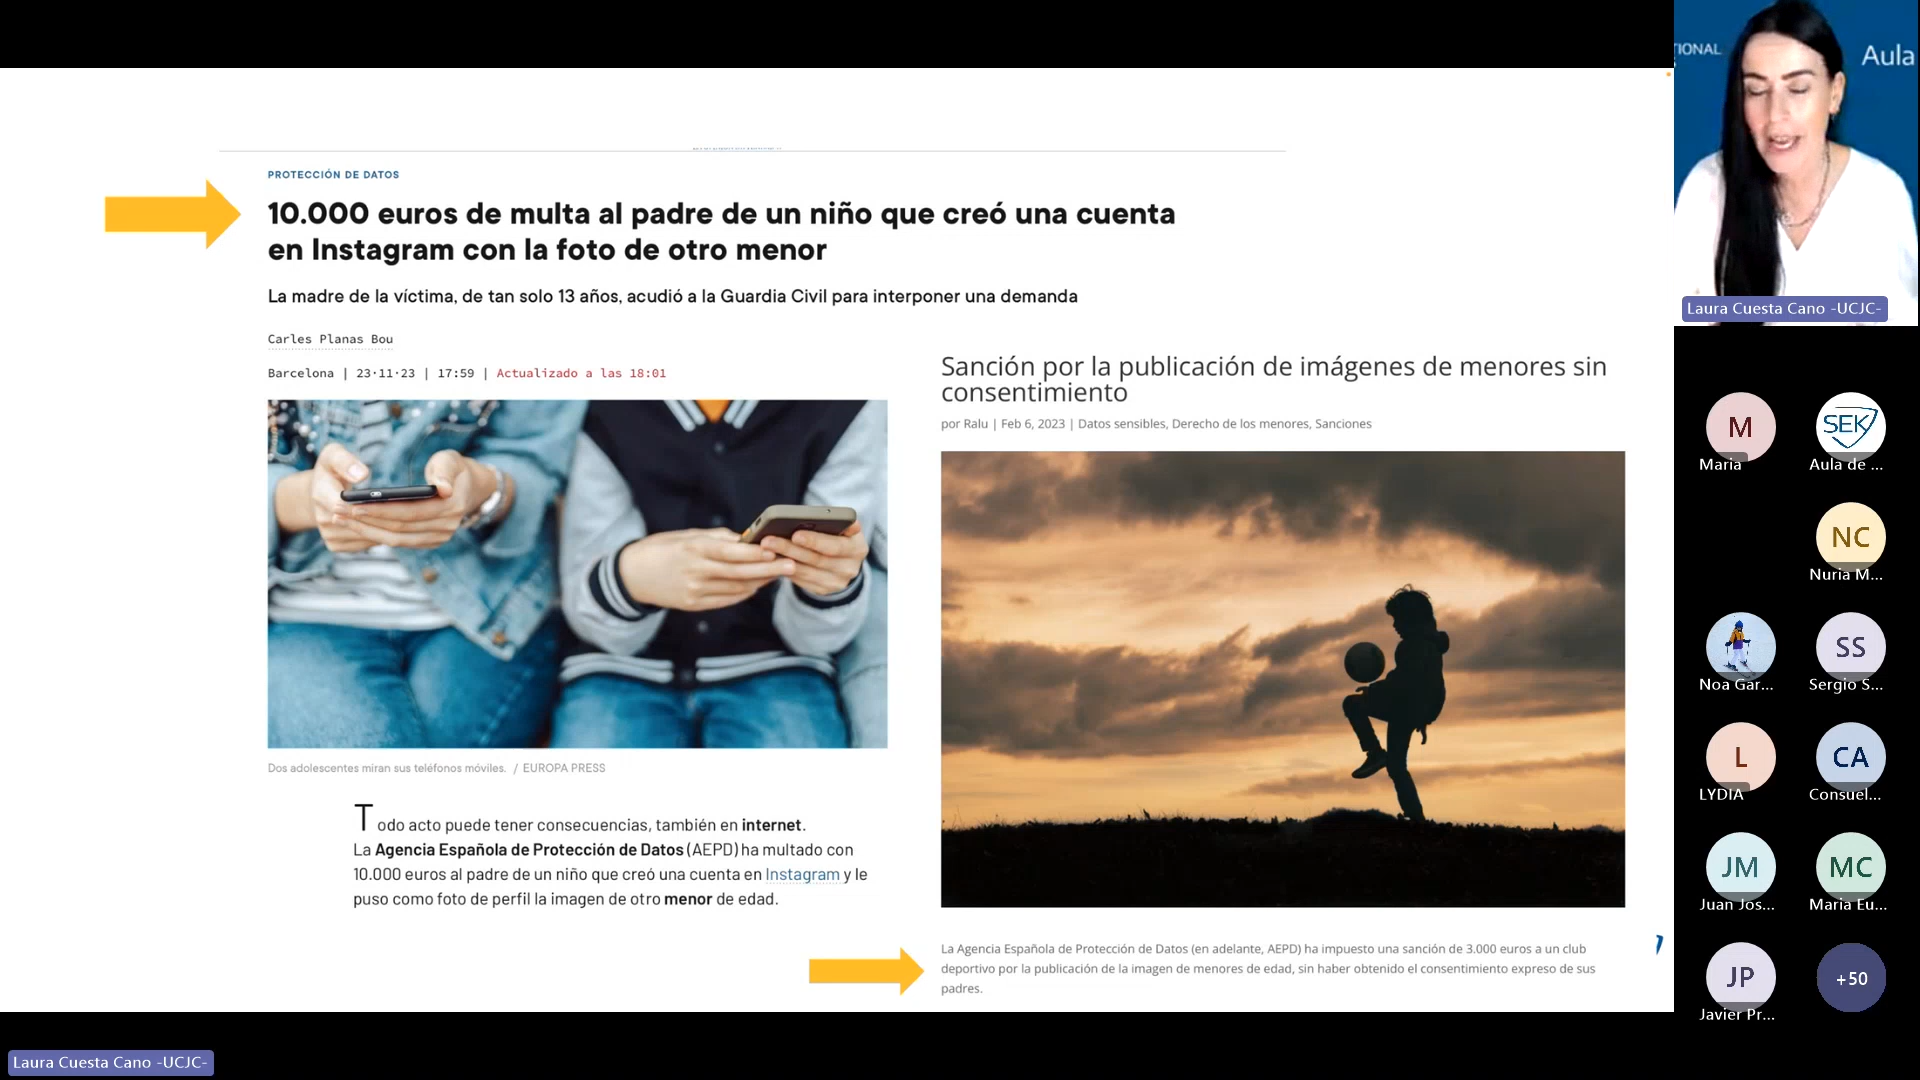 PROTECCIÓN DE DATOS
10.000 euros de multa al padre de un niño que creó una cuenta
en Instagram con la foto de otro menor
La madre de la víctima, de tan solo 13 años, acudió a la Guardia Civil para interponer una demanda
Carles Planas Bou
Barcelona | 23·11·23 | 17:59 | Actualizado a las 18:01
Dos adolescentes miran sus teléfonos móviles. / EUROPA PRESS
Todo acto puede tener consecuencias, también en internet.
La Agencia Española de Protección de Datos (AEPD) ha multado con
10.000 euros al padre de un niño que creó una cuenta en Instagram y le
puso como foto de perfil la imagen de otro menor de edad.
Sanción por la publicación de imágenes de menores sin
consentimiento
por Ralu | Feb 6, 2023 | Datos sensibles, Derecho de los menores, Sanciones
La Agencia Española de Protección de Datos (en adelante, AEPD) ha impuesto una sanción de 3.000 euros a un club
deportivo por la publicación de la imagen de menores de edad, sin haber obtenido el consentimiento expreso de sus
padres.
Aula
Laura Cuesta Cano -UCJC-
M
Maria
SEK
Aula de ...
NC
Nuria M...
Noa Gar...
SS
Sergio S...
L
LYDIA
CA
Consuel...
JM
Juan Jos...
MC
Maria Eu...
JP
Javier Pr...
+50
Laura Cuesta Cano -UCJC-